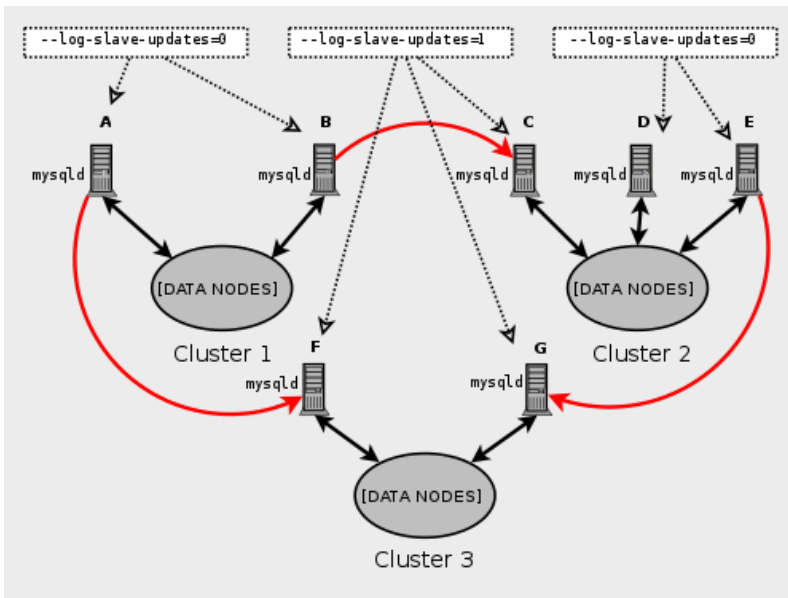 --log-slave-updates=0
--log-slave-updates=1
--log-slave-updates=0
A
B
C
D
E
mysqld
mysqld
mysqld
mysqld
mysqld
[DATA NODES]
[DATA NODES]
Cluster 1
Cluster 2
F
G
mysqld
mysqld
[DATA NODES]
Cluster 3